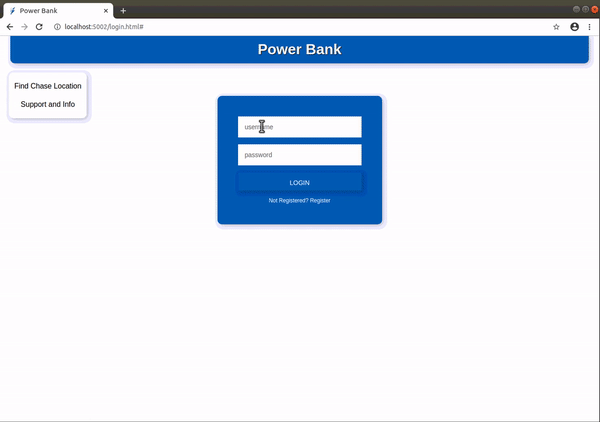 Power Bank
localhost:5002/login.html#
Power Bank
Find Chase Location
Support and Info
username
password
LOGIN
Not Registered? Register